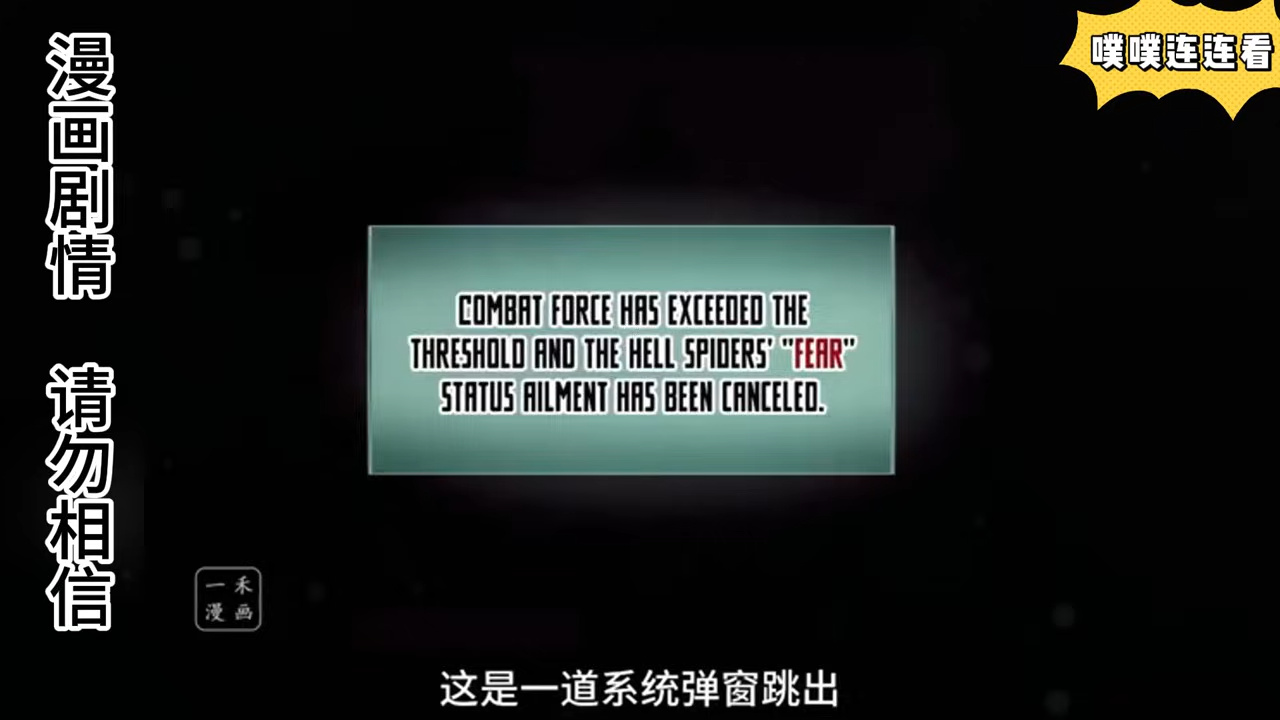 漫画剧情 请勿相信
噗噗连连看
COMBAT FORCE HAS EXCEEDED THE
THRESHOLD AND THE HELL SPIDERS' "FEAR"
STATUS AILMENT HAS BEEN CANCELED.
一禾
漫画
这是一道系统弹窗跳出